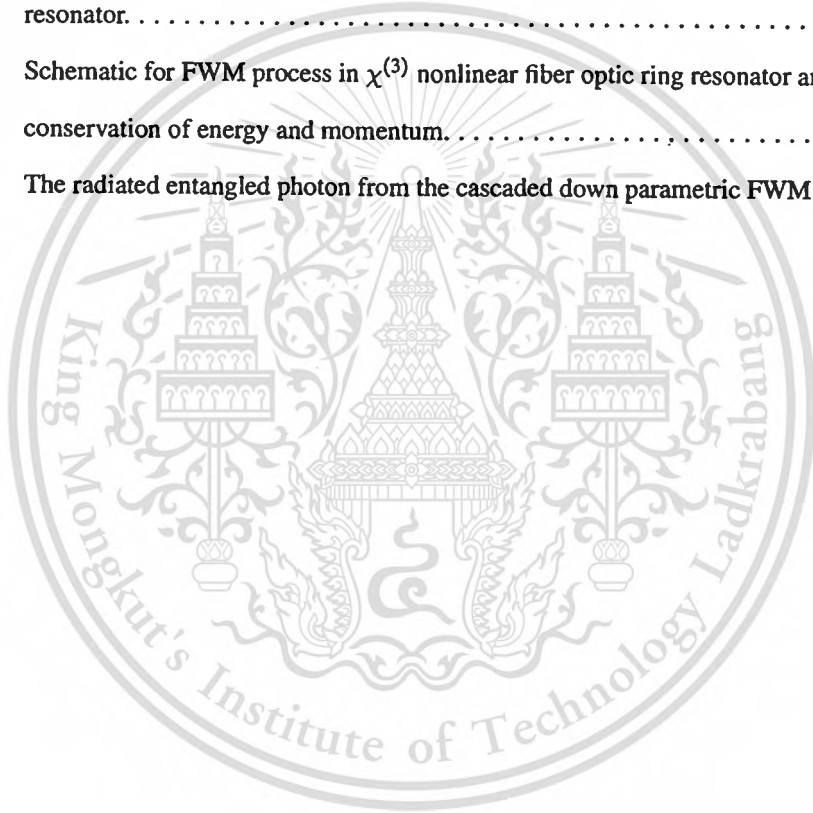 resonator. . . . . . . . . . . . . . . . . . . . . . . . . . . . . . . . . . . . . . . . . . . . . . . .
Schematic for FWM process in χ(3) nonlinear fiber optic ring resonator
conservation of energy and momentum. . . . . . . . . . . . . . . . . . . . . . . . .
The radiated entangled photon from the cascaded down parametric FWM
King Mongkut's Institute of Technology Ladkrabang